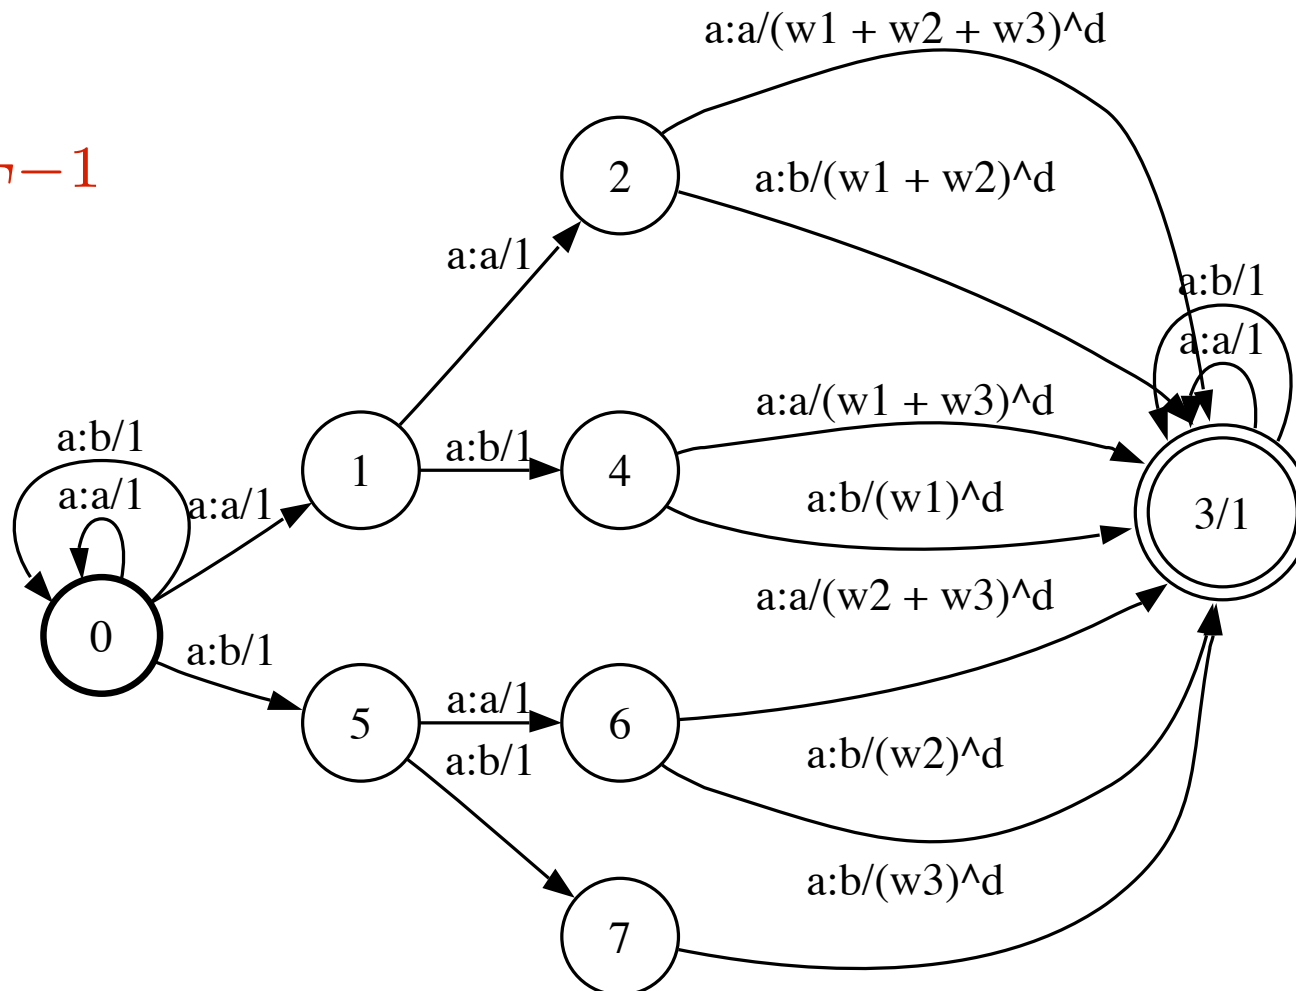 a:a/(w1 + w2 + w3)^d
−1
2
a:b/(w1 + w2)^d
a:a/1
a:b/1
a:a/1
a:a/(w1 + w3)^d
a:b/1
a:b/1
1
4
a:a/1
a:a/1
a:b/(w1)^d
3/1
a:a/(w2 + w3)^d
0
a:b/1
a:a/1
5
6
a:b/1
a:b/(w2)^d
a:b/(w3)^d
7